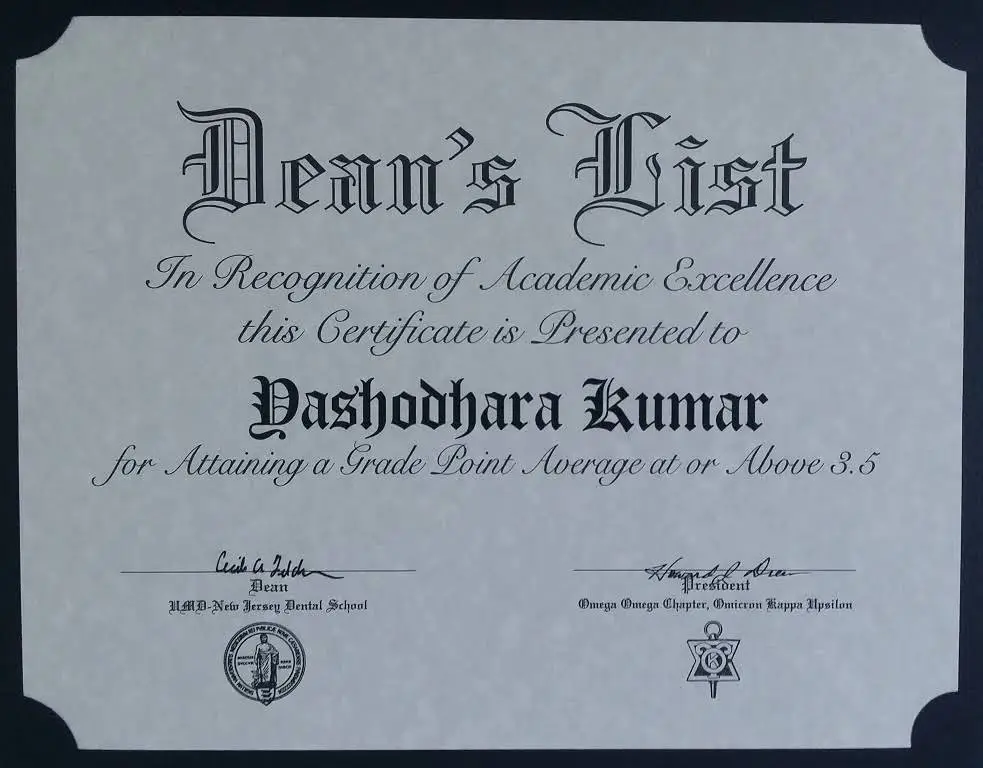 Dean's List
In Recognition of Academic Excellence
this Certificate is Presented to
Yashodhara Kumar
for Attaining a Grade Point Average at or Above 3.5
Dean
UMD-New Jersey Dental School
President
Omega Omega Chapter, Omicron Kappa Upsilon